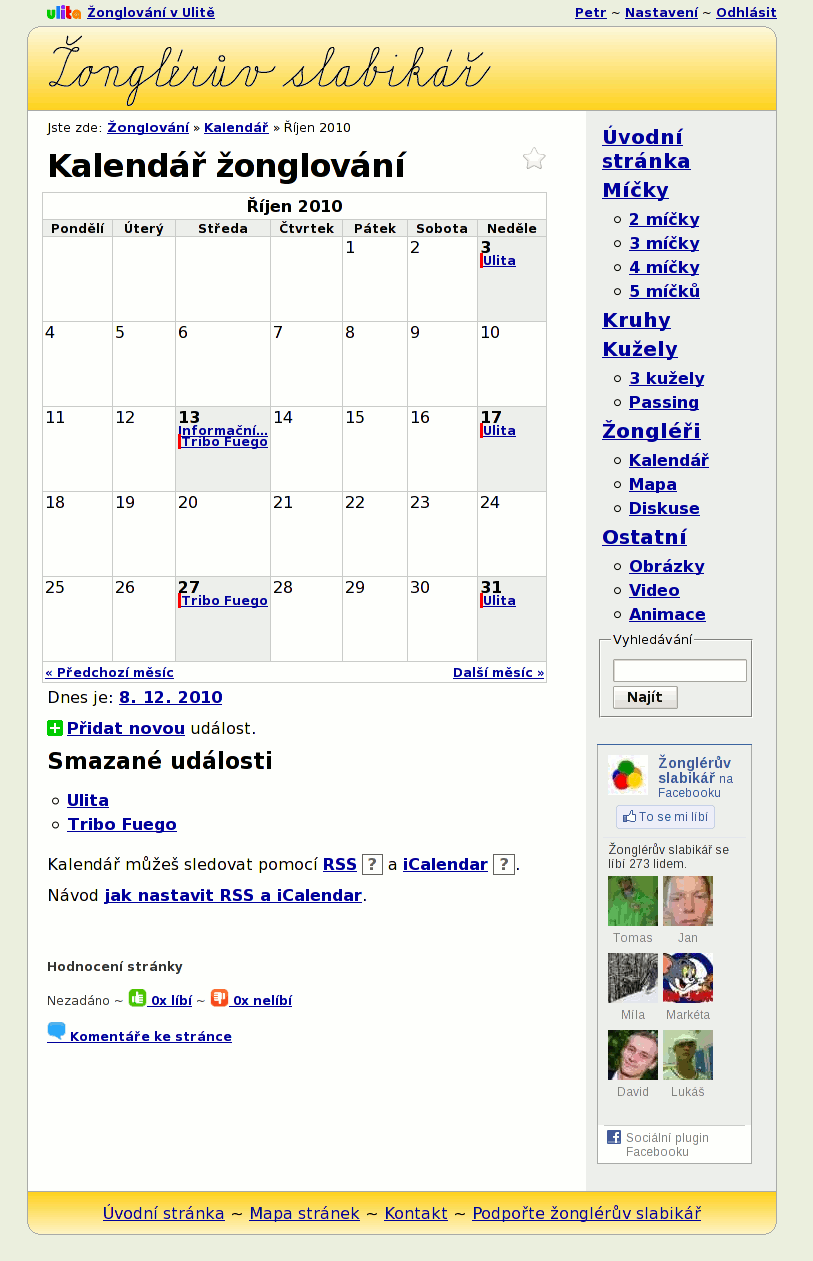 ulita Žonglování v Ulitě
Petr ~ Nastavení ~ Odhlásit
Žonglérův slabikář
Jste zde: Žonglování » Kalendář » Říjen 2010
Kalendář žonglování
Říjen 2010
Pondělí Úterý Středa Čtvrtek Pátek Sobota Neděle
1 2 3
Ulita
4 5 6 7 8 9 10
11 12 13 14 15 16 17
Informační... Ulita
Tribo Fuego
18 19 20 21 22 23 24
25 26 27 28 29 30 31
Tribo Fuego Ulita
« Předchozí měsíc Další měsíc »
Dnes je: 8. 12. 2010
Přidat novou událost.
Smazané události
Ulita
Tribo Fuego
Kalendář můžeš sledovat pomocí RSS ? a iCalendar ?.
Návod jak nastavit RSS a iCalendar.
Hodnocení stránky
Nezadáno ~ 0x líbí ~ 0x nelíbí
Komentáře ke stránce
Úvodní
stránka
Míčky
2 míčky
3 míčky
4 míčky
5 míčků
Kruhy
Kužely
3 kužely
Passing
Žongléři
Kalendář
Mapa
Diskuse
Ostatní
Obrázky
Video
Animace
Vyhledávání
Najít
Žonglérův
slabikář na
Facebooku
To se mi líbí
Žonglérův slabikář se
líbí 273 lidem.
Tomas Jan
Míla Markéta
David Lukáš
Sociální plugin
Facebooku
Úvodní stránka ~ Mapa stránek ~ Kontakt ~ Podpořte žonglérův slabikář